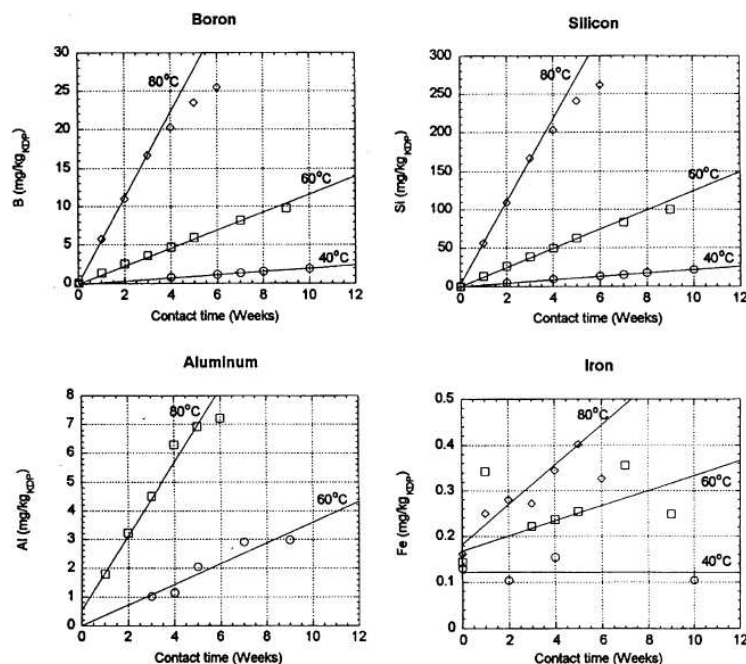 Boron
B (mg/kgKDP)
30
25
20
15
10
5
0
80°C
60°C
40°C
0 2 4 6 8 10 12
Contact time (Weeks)
Silicon
Si (mg/kgKDP)
300
250
200
150
100
50
0
80°C
60°C
40°C
0 2 4 6 8 10 12
Contact time (Weeks)
Aluminum
Al (mg/kgKDP)
8
7
6
5
4
3
2
1
0
80°C
60°C
0 2 4 6 8 10 12
Contact time (Weeks)
Iron
Fe (mg/kgKDP)
0.5
0.4
0.3
0.2
0.1
0
80°C
60°C
40°C
0 2 4 6 8 10 12
Contact time (Weeks)